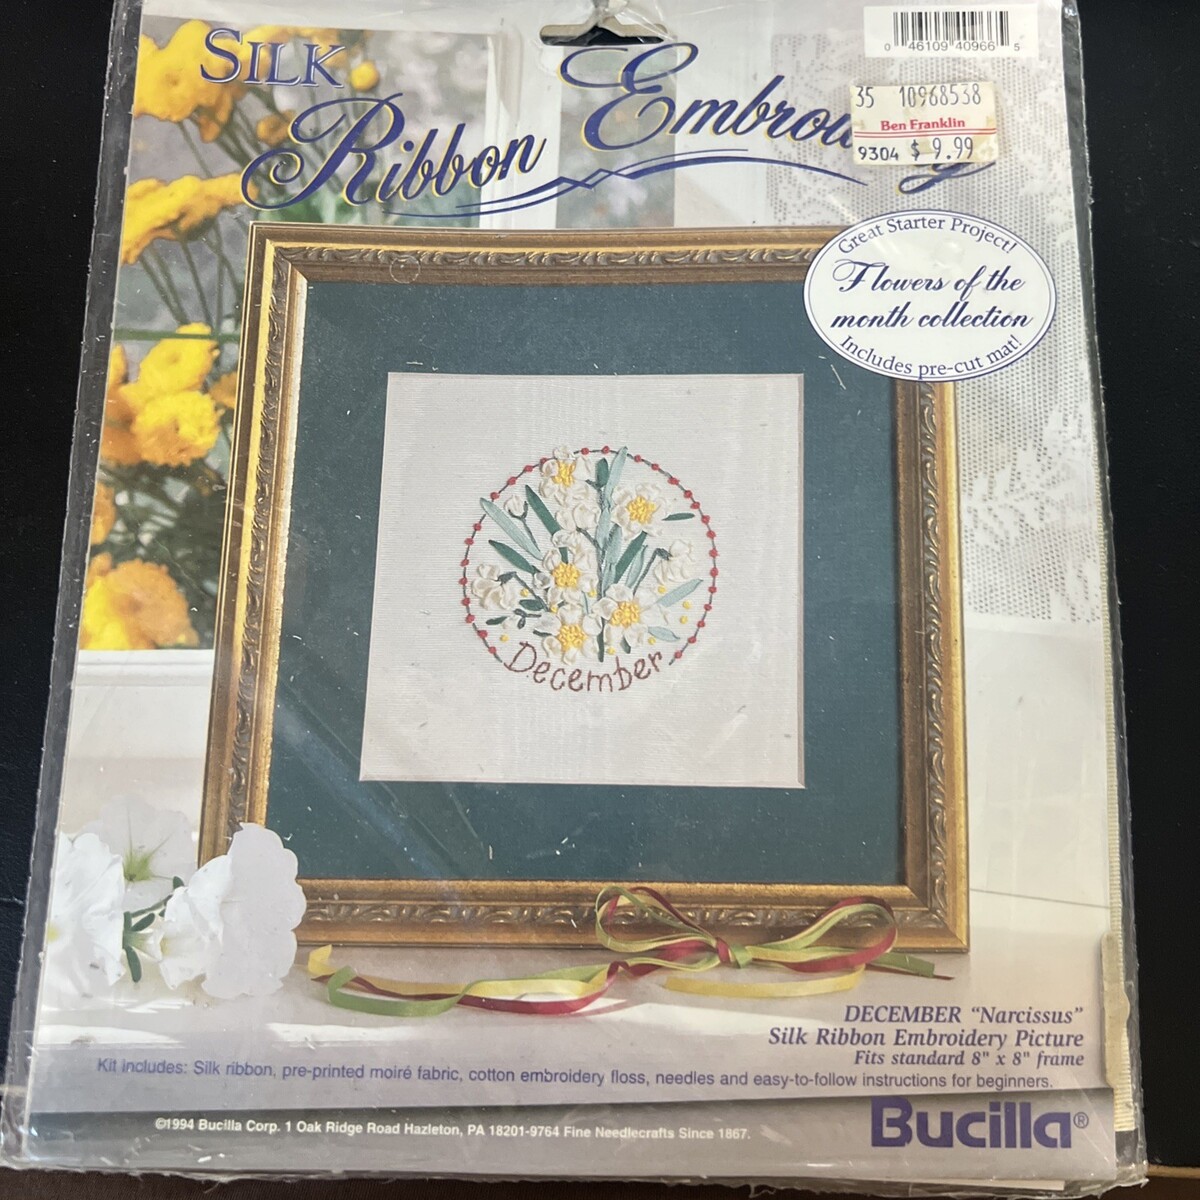 SILK
Ribbon Embroi
0 46109 40966 5
35 10968538
Ben Franklin
9304 $ 9.99
Great Starter Project!
Flowers of the
month collection
Includes pre-cut mat!
December
DECEMBER "Narcissus"
Silk Ribbon Embroidery Picture
Fits standard 8" x 8" frame
Kit includes: Silk ribbon, pre-printed moiré fabric, cotton embroidery floss, needles and easy-to-follow instructions for beginners.
©1994 Bucilla Corp. 1 Oak Ridge Road Hazleton, PA 18201-9764 Fine Needlecrafts Since 1867.
Bucilla®